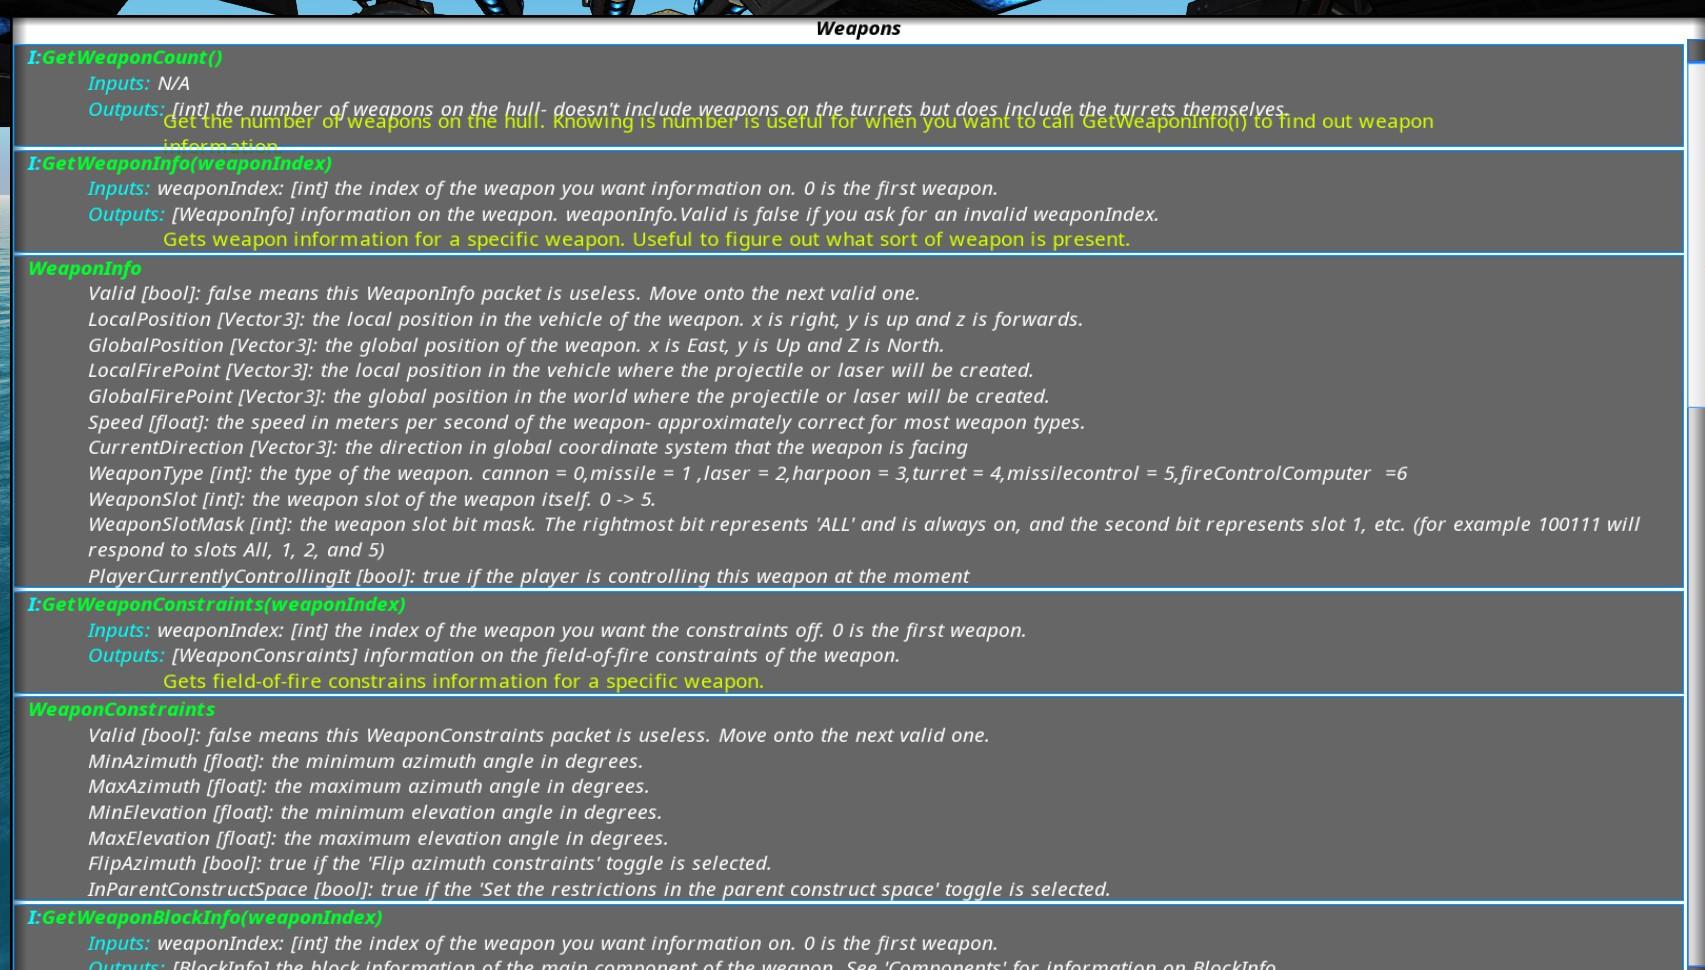 Weapons
I:GetWeaponCount()
Inputs: N/A
Outputs: [int] the number of weapons on the hull- doesn't include weapons on the turrets but does include the turrets themselves.
Get the number of weapons on the hull. Knowing is number is useful for when you want to call GetWeaponInfo(i) to find out weapon
information.
I:GetWeaponInfo(weaponIndex)
Inputs: weaponIndex: [int] the index of the weapon you want information on. 0 is the first weapon.
Outputs: [WeaponInfo] information on the weapon. weaponInfo.Valid is false if you ask for an invalid weaponIndex.
Gets weapon information for a specific weapon. Useful to figure out what sort of weapon is present.
WeaponInfo
Valid [bool]: false means this WeaponInfo packet is useless. Move onto the next valid one.
LocalPosition [Vector3]: the local position in the vehicle of the weapon. x is right, y is up and z is forwards.
GlobalPosition [Vector3]: the global position of the weapon. x is East, y is Up and Z is North.
LocalFirePoint [Vector3]: the local position in the vehicle where the projectile or laser will be created.
GlobalFirePoint [Vector3]: the global position in the world where the projectile or laser will be created.
Speed [float]: the speed in meters per second of the weapon- approximately correct for most weapon types.
CurrentDirection [Vector3]: the direction in global coordinate system that the weapon is facing
WeaponType [int]: the type of the weapon. cannon = 0,missile = 1 ,laser = 2,harpoon = 3,turret = 4,missilecontrol = 5,fireControlComputer  =6
WeaponSlot [int]: the weapon slot of the weapon itself. 0 -> 5.
WeaponSlotMask [int]: the weapon slot bit mask. The rightmost bit represents 'ALL' and is always on, and the second bit represents slot 1, etc. (for example 100111 will
respond to slots All, 1, 2, and 5)
PlayerCurrentlyControllingIt [bool]: true if the player is controlling this weapon at the moment
I:GetWeaponConstraints(weaponIndex)
Inputs: weaponIndex: [int] the index of the weapon you want the constraints off. 0 is the first weapon.
Outputs: [WeaponConsraints] information on the field-of-fire constraints of the weapon.
Gets field-of-fire constrains information for a specific weapon.
WeaponConstraints
Valid [bool]: false means this WeaponConstraints packet is useless. Move onto the next valid one.
MinAzimuth [float]: the minimum azimuth angle in degrees.
MaxAzimuth [float]: the maximum azimuth angle in degrees.
MinElevation [float]: the minimum elevation angle in degrees.
MaxElevation [float]: the maximum elevation angle in degrees.
FlipAzimuth [bool]: true if the 'Flip azimuth constraints' toggle is selected.
InParentConstructSpace [bool]: true if the 'Set the restrictions in the parent construct space' toggle is selected.
I:GetWeaponBlockInfo(weaponIndex)
Inputs: weaponIndex: [int] the index of the weapon you want information on. 0 is the first weapon.
Outputs: [BlockInfo] the block information of the main component of the weapon. See 'Components' for information on BlockInfo